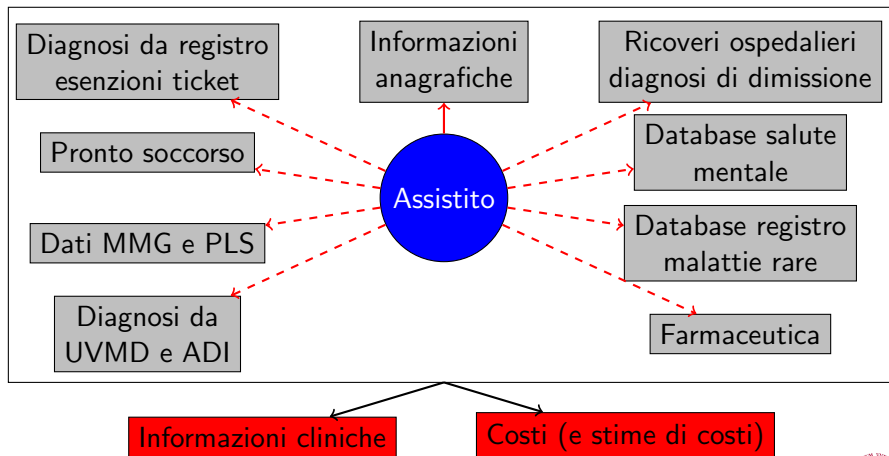 Diagnosi da registro
esenzioni ticket
Informazioni
anagrafiche
Ricoveri ospedalieri
diagnosi di dimissione
Pronto soccorso
Database salute
mentale
Assistito
Dati MMG e PLS
Database registro
malattie rare
Diagnosi da
UVMD e ADI
Farmaceutica
Informazioni cliniche
Costi (e stime di costi)